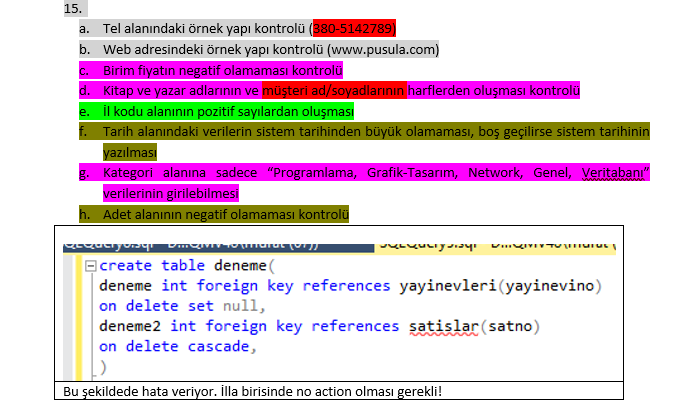 15.
a. Tel alanındaki örnek yapı kontrolü (380-5142789)
b. Web adresindeki örnek yapı kontrolü (www.pusula.com)
c. Birim fiyatın negatif olamaması kontrolü
d. Kitap ve yazar adlarının ve müşteri ad/soyadlarının harflerden oluşması kontrolü
e. İl kodu alanının pozitif sayılardan oluşması
f. Tarih alanındaki verilerin sistem tarihinden büyük olamaması, boş geçilirse sistem tarihinin
yazılması
g. Kategori alanına sadece “Programlama, Grafik-Tasarım, Network, Genel, Veritabanı”
verilerinin girilebilmesi
h. Adet alanının negatif olamaması kontrolü
create table deneme(
deneme int foreign key references yayinevleri(yayinevino)
on delete set null,
deneme2 int foreign key references satislar(satno)
on delete cascade,
)
Bu şekildede hata veriyor. İlla birisinde no action olması gerekli!